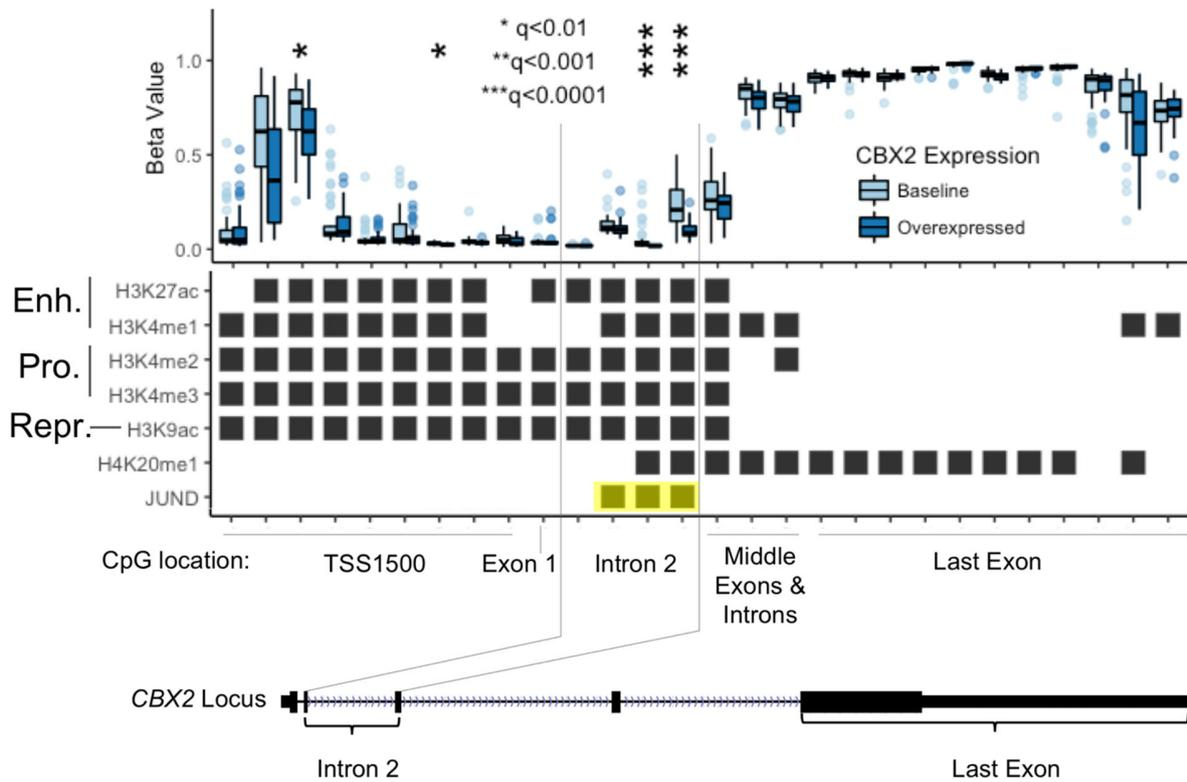 * q<0.01
**q<0.001
***q<0.0001
* * *** ***
Beta Value
1.0
0.5
0.0
CBX2 Expression
Baseline
Overexpressed
Enh.
H3K27ac
H3K4me1
Pro.
H3K4me2
H3K4me3
Repr.
H3K9ac
H4K20me1
JUND
CpG location:
TSS1500
Exon 1
Intron 2
Middle
Exons &
Introns
Last Exon
CBX2 Locus
Intron 2
Last Exon